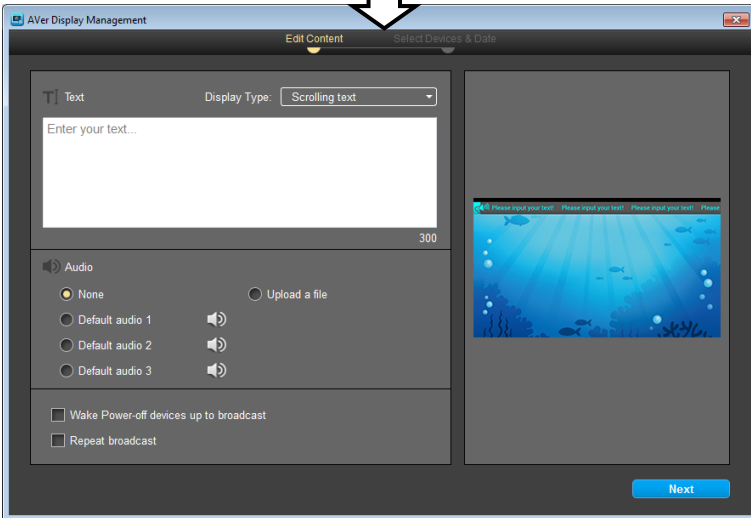 AVer Display Management
Edit Content Select Devices & Date
Text Display Type: Scrolling text
Enter your text...
300
Audio
None Upload a file
Default audio 1
Default audio 2
Default audio 3
Wake Power-off devices up to broadcast
Repeat broadcast
Please input your text! Please input your text! Please input your text! Please
Next